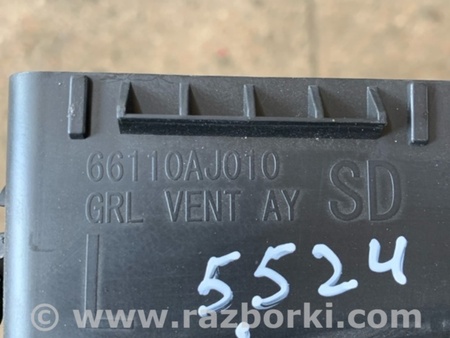 66110AJ010
GRL VENT AY SD
L
5524
© www.razborki.com